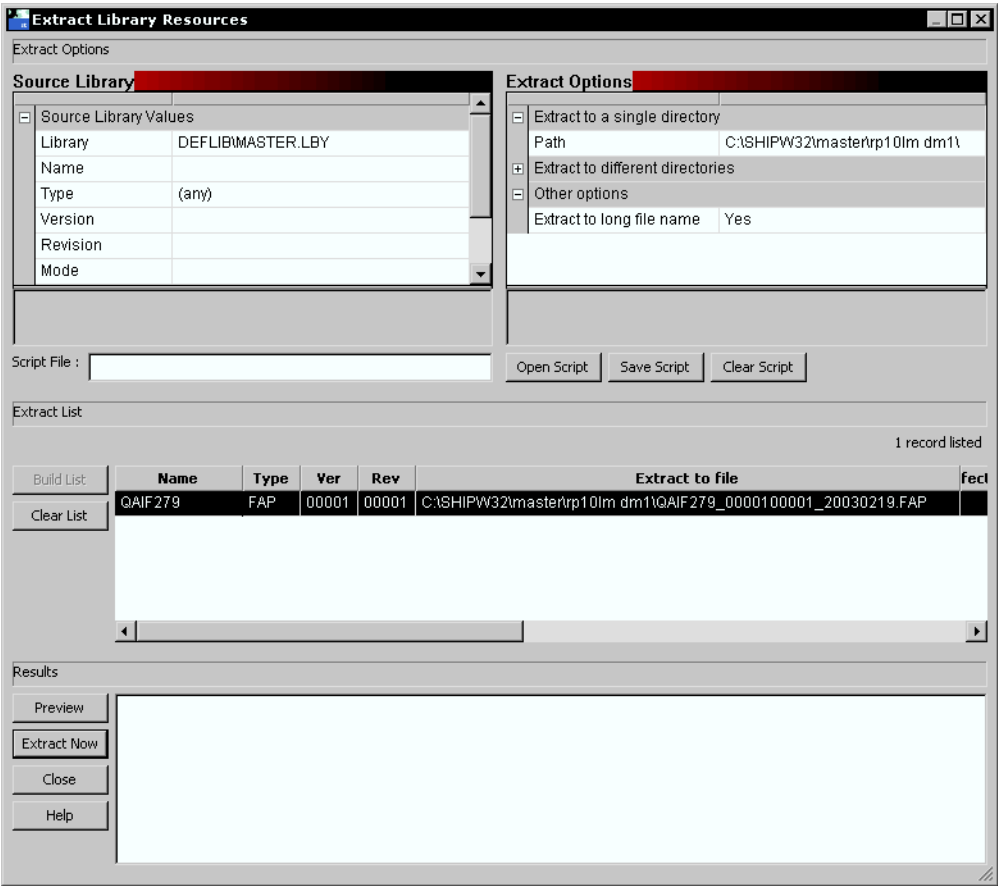 Extract Library Resources
Extract Options
Source Library
Source Library Values
Library DEFLIB\MASTER.LBY
Name
Type (any)
Version
Revision
Mode
Extract Options
Extract to a single directory
Path C:\SHIPW32\master\rp10lm dm1\
Extract to different directories
Other options
Extract to long file name Yes
Script File :
Open Script Save Script Clear Script
Extract List
1 record listed
Build List
Clear List
Name Type Ver Rev Extract to file fect
QAIF279 FAP 00001 00001 C:\SHIPW32\master\rp10lm dm1\QAIF279_0000100001_20030219.FAP
Results
Preview
Extract Now
Close
Help